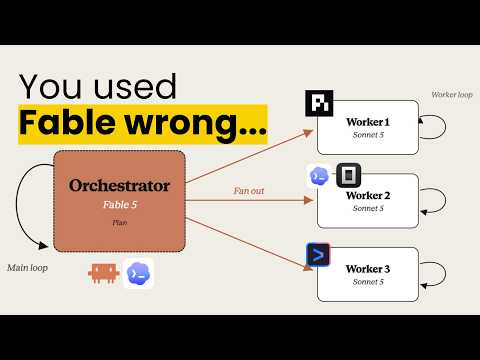 You used
Fable wrong...
Orchestrator
Fable 5
Plan
Main loop
Fan out
Worker loop
Worker 1
Sonnet 5
Worker 2
Sonnet 5
Worker 3
Sonnet 5